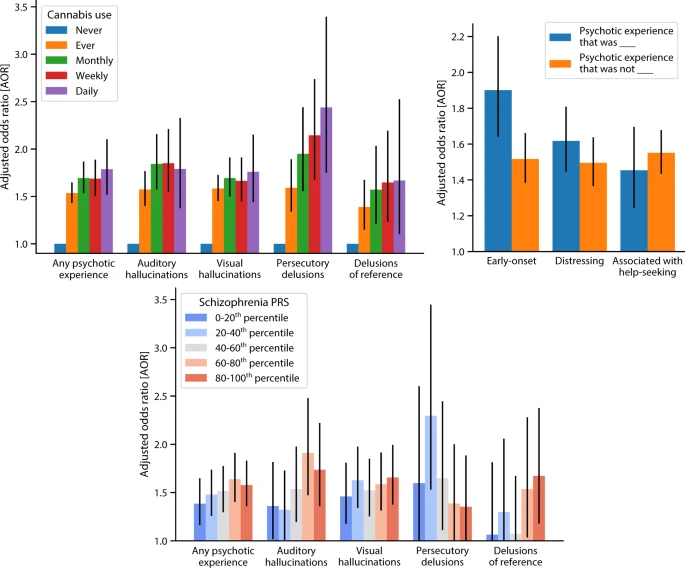 Cannabis use
Never
Ever
Monthly
Weekly
Daily
Adjusted odds ratio [AOR]
3.5
3.0
2.5
2.0
1.5
1.0
Any psychotic
experience
Auditory
hallucinations
Visual
hallucinations
Persecutory
delusions
Delusions
of reference
Psychotic experience
that was ___
Psychotic experience
that was not ___
Adjusted odds ratio [AOR]
2.2
2.0
1.8
1.6
1.4
1.2
1.0
Early-onset
Distressing
Associated with
help-seeking
Schizophrenia PRS
0-20th percentile
20-40th percentile
40-60th percentile
60-80th percentile
80-100th percentile
Adjusted odds ratio [AOR]
3.5
3.0
2.5
2.0
1.5
1.0
Any psychotic
experience
Auditory
hallucinations
Visual
hallucinations
Persecutory
delusions
Delusions
of reference